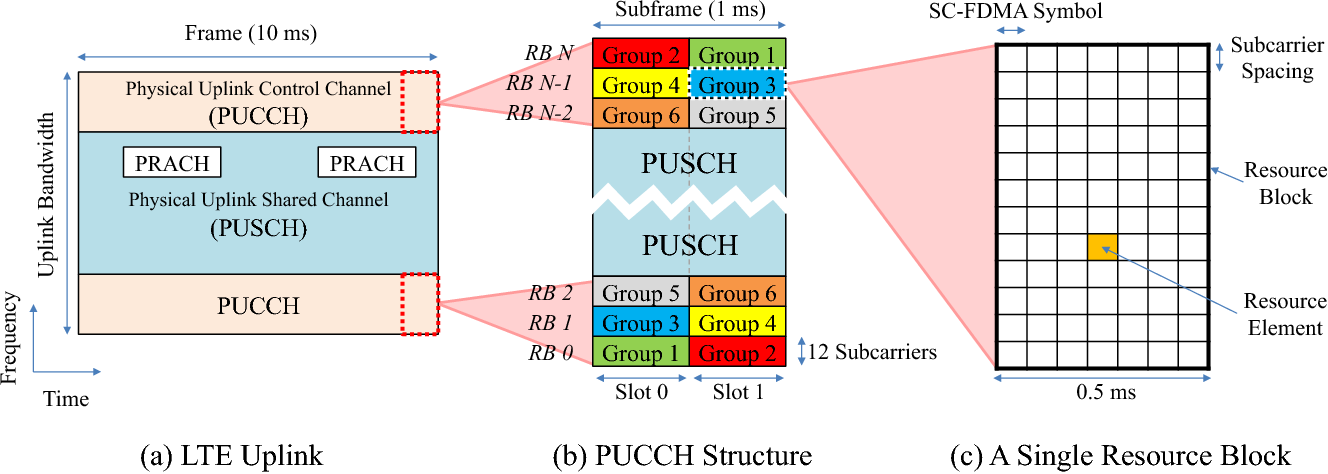 Frame (10 ms)
Physical Uplink Control Channel
(PUCCH)
PRACH
PRACH
Physical Uplink Shared Channel
(PUSCH)
PUCCH
Uplink Bandwidth
Frequency
Time
(a) LTE Uplink
Subframe (1 ms)
RB N
Group 2
Group 1
RB N-1
Group 4
Group 3
RB N-2
Group 6
Group 5
PUSCH
PUSCH
RB 2
Group 5
Group 6
RB 1
Group 3
Group 4
RB 0
Group 1
Group 2
12 Subcarriers
Slot 0
Slot 1
(b) PUCCH Structure
SC-FDMA Symbol
Subcarrier
Spacing
Resource
Block
Resource
Element
0.5 ms
(c) A Single Resource Block